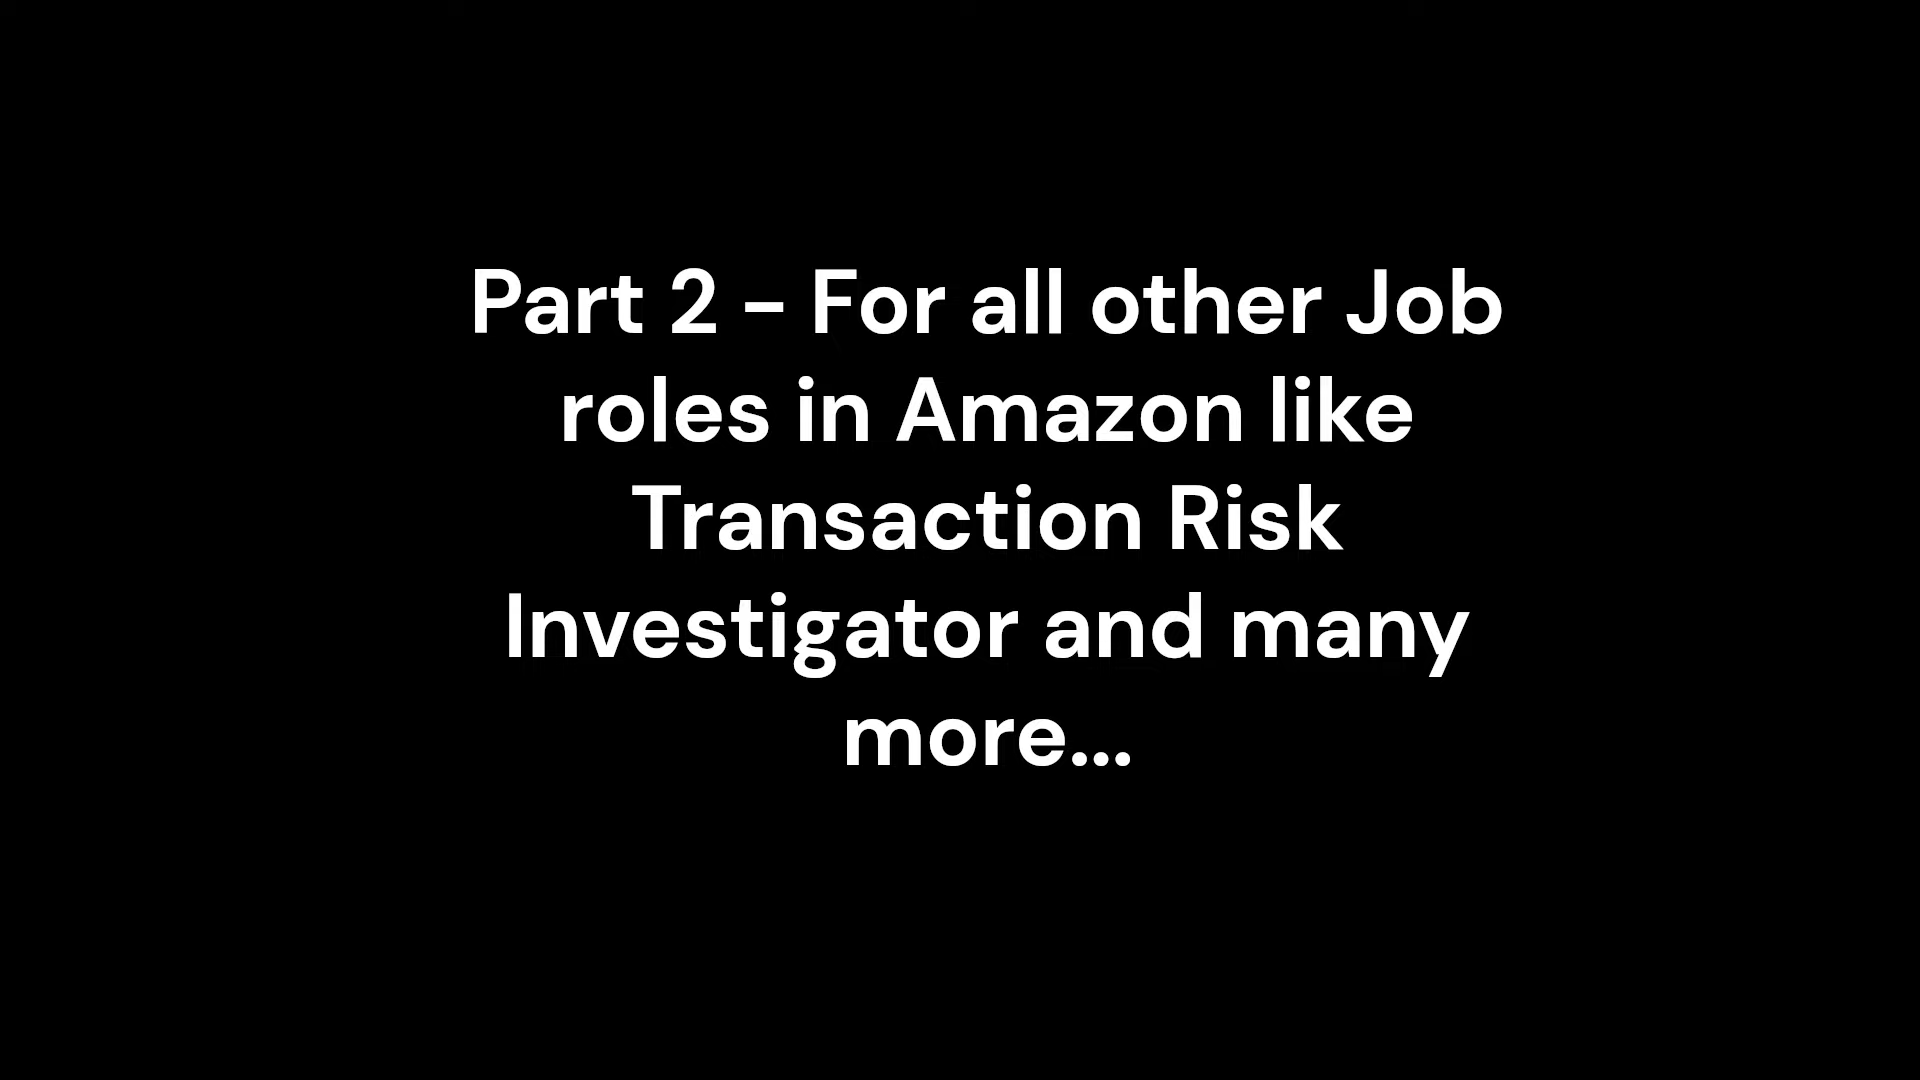 Part 2 - For all other Job
roles in Amazon like
Transaction Risk
Investigator and many
more...